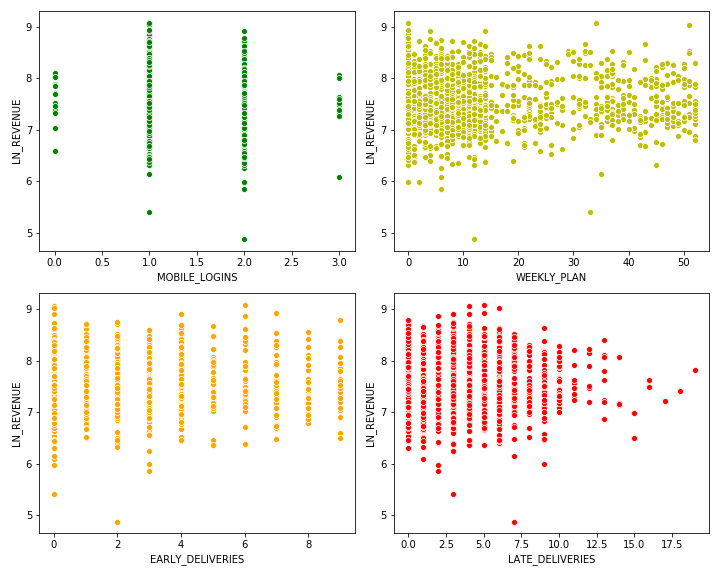 9
8
7
6
5
LN_REVENUE
0.0 0.5 1.0 1.5 2.0 2.5 3.0
MOBILE_LOGINS
9
8
7
6
5
LN_REVENUE
0 10 20 30 40 50
WEEKLY_PLAN
9
8
7
6
5
LN_REVENUE
0 2 4 6 8
EARLY_DELIVERIES
9
8
7
6
5
LN_REVENUE
0.0 2.5 5.0 7.5 10.0 12.5 15.0 17.5
LATE_DELIVERIES